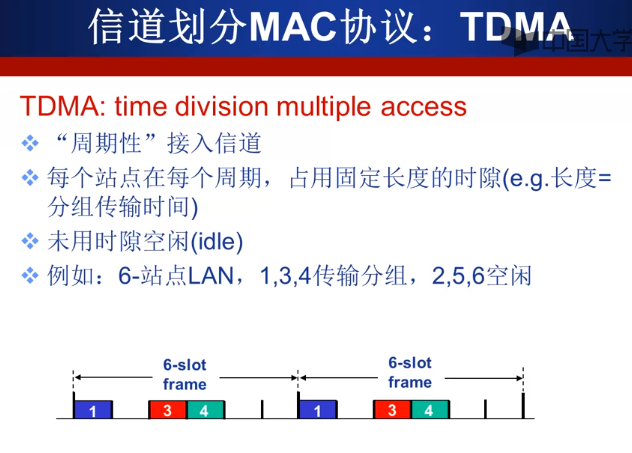 信道划分MAC协议：TDMA
中国大学
TDMA: time division multiple access
“周期性”接入信道
每个站点在每个周期，占用固定长度的时隙(e.g.长度=
分组传输时间)
未用时隙空闲(idle)
例如：6-站点LAN，1,3,4传输分组，2,5,6空闲
6-slot
frame
6-slot
frame
1 3 4 1 3 4